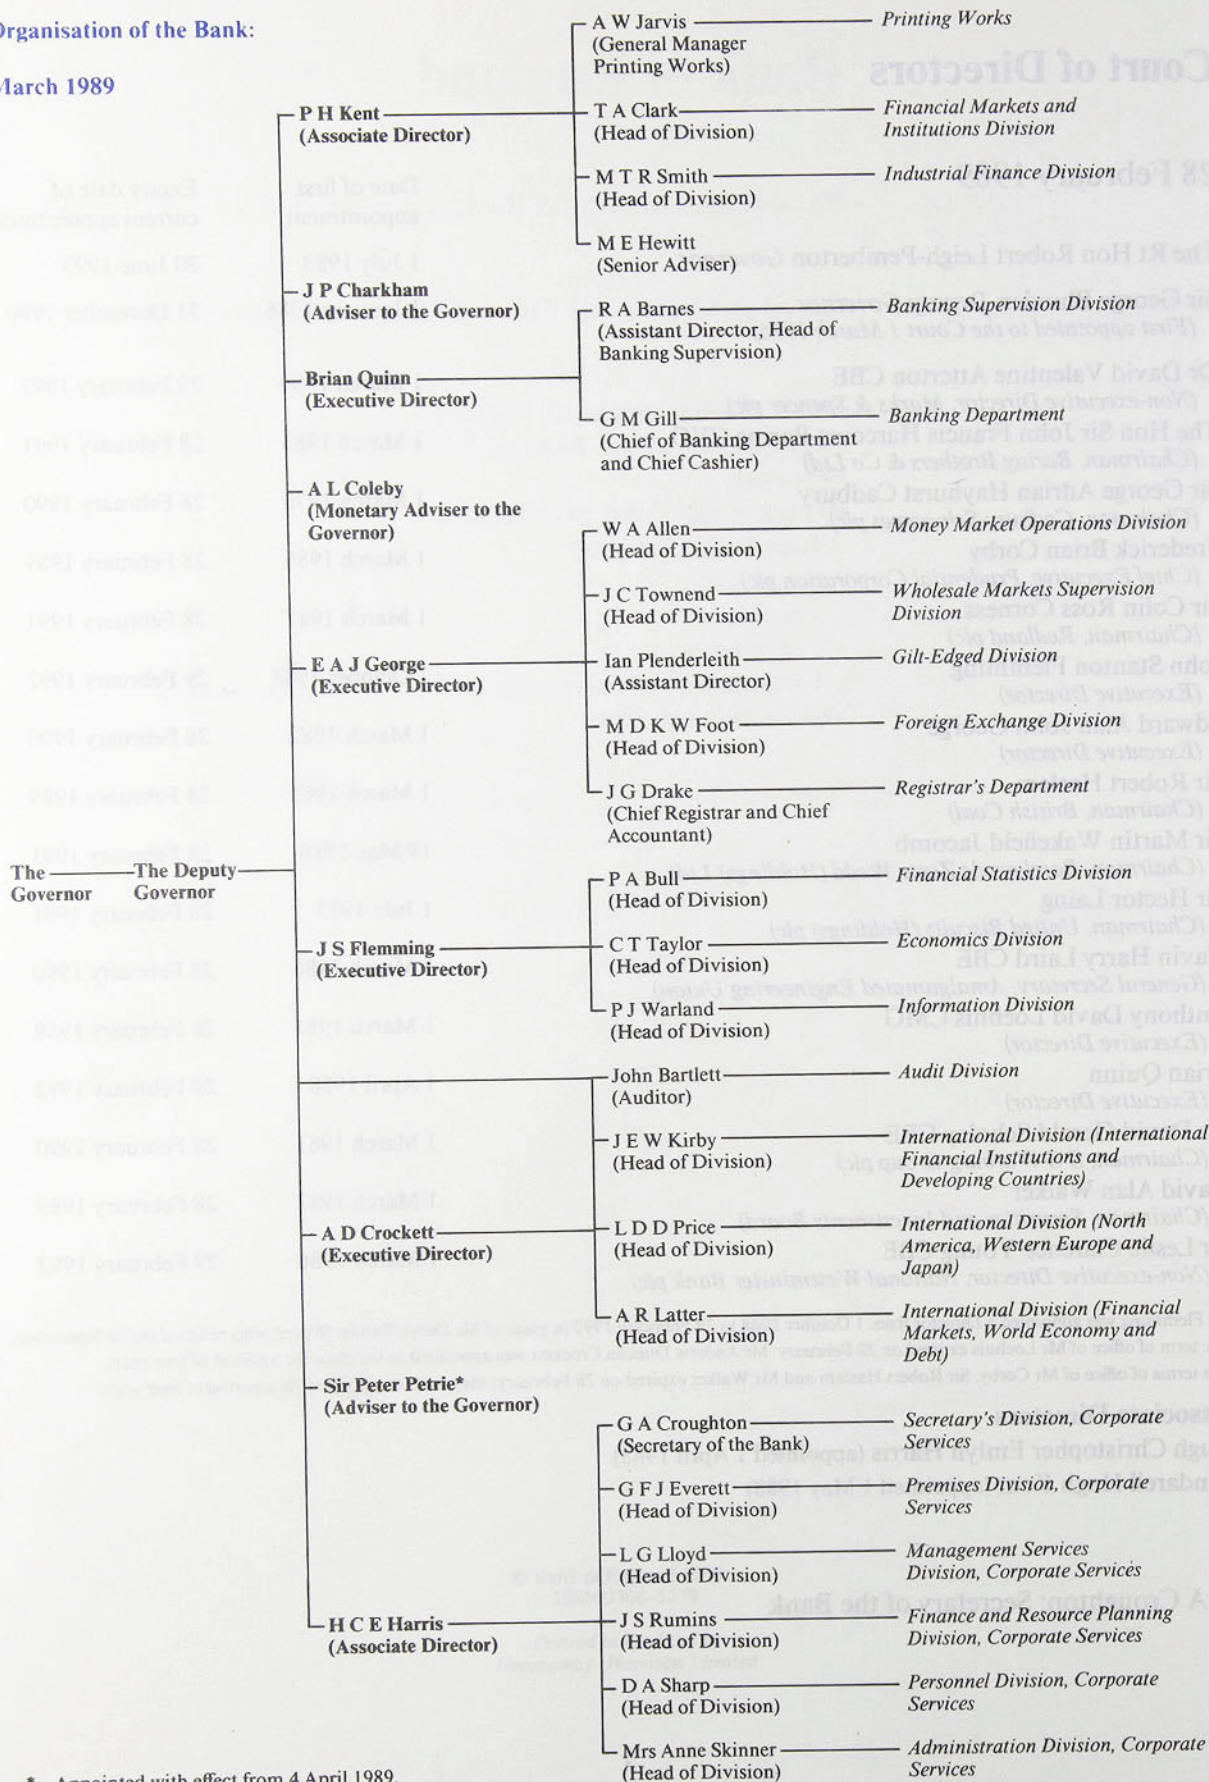 Organisation of the Bank:
March 1989
The Governor
The Deputy Governor
P H Kent
(Associate Director)
A W Jarvis
(General Manager
Printing Works)
Printing Works
T A Clark
(Head of Division)
Financial Markets and
Institutions Division
M T R Smith
(Head of Division)
Industrial Finance Division
M E Hewitt
(Senior Adviser)
J P Charkham
(Adviser to the Governor)
Brian Quinn
(Executive Director)
R A Barnes
(Assistant Director, Head of
Banking Supervision)
Banking Supervision Division
G M Gill
(Chief of Banking Department
and Chief Cashier)
Banking Department
A L Coleby
(Monetary Adviser to the
Governor)
E A J George
(Executive Director)
W A Allen
(Head of Division)
Money Market Operations Division
J C Townend
(Head of Division)
Wholesale Markets Supervision
Division
Ian Plenderleith
(Assistant Director)
Gilt-Edged Division
M D K W Foot
(Head of Division)
Foreign Exchange Division
J G Drake
(Chief Registrar and Chief
Accountant)
Registrar's Department
J S Flemming
(Executive Director)
P A Bull
(Head of Division)
Financial Statistics Division
C T Taylor
(Head of Division)
Economics Division
P J Warland
(Head of Division)
Information Division
John Bartlett
(Auditor)
Audit Division
A D Crockett
(Executive Director)
J E W Kirby
(Head of Division)
International Division (International
Financial Institutions and
Developing Countries)
L D D Price
(Head of Division)
International Division (North
America, Western Europe and
Japan)
A R Latter
(Head of Division)
International Division (Financial
Markets, World Economy and
Debt)
Sir Peter Petrie*
(Adviser to the Governor)
H C E Harris
(Associate Director)
G A Croughton
(Secretary of the Bank)
Secretary's Division, Corporate
Services
G F J Everett
(Head of Division)
Premises Division, Corporate
Services
L G Lloyd
(Head of Division)
Management Services
Division, Corporate Services
J S Rumins
(Head of Division)
Finance and Resource Planning
Division, Corporate Services
D A Sharp
(Head of Division)
Personnel Division, Corporate
Services
Mrs Anne Skinner
(Head of Division)
Administration Division, Corporate
Services
* Appointed with effect from 4 April 1989.